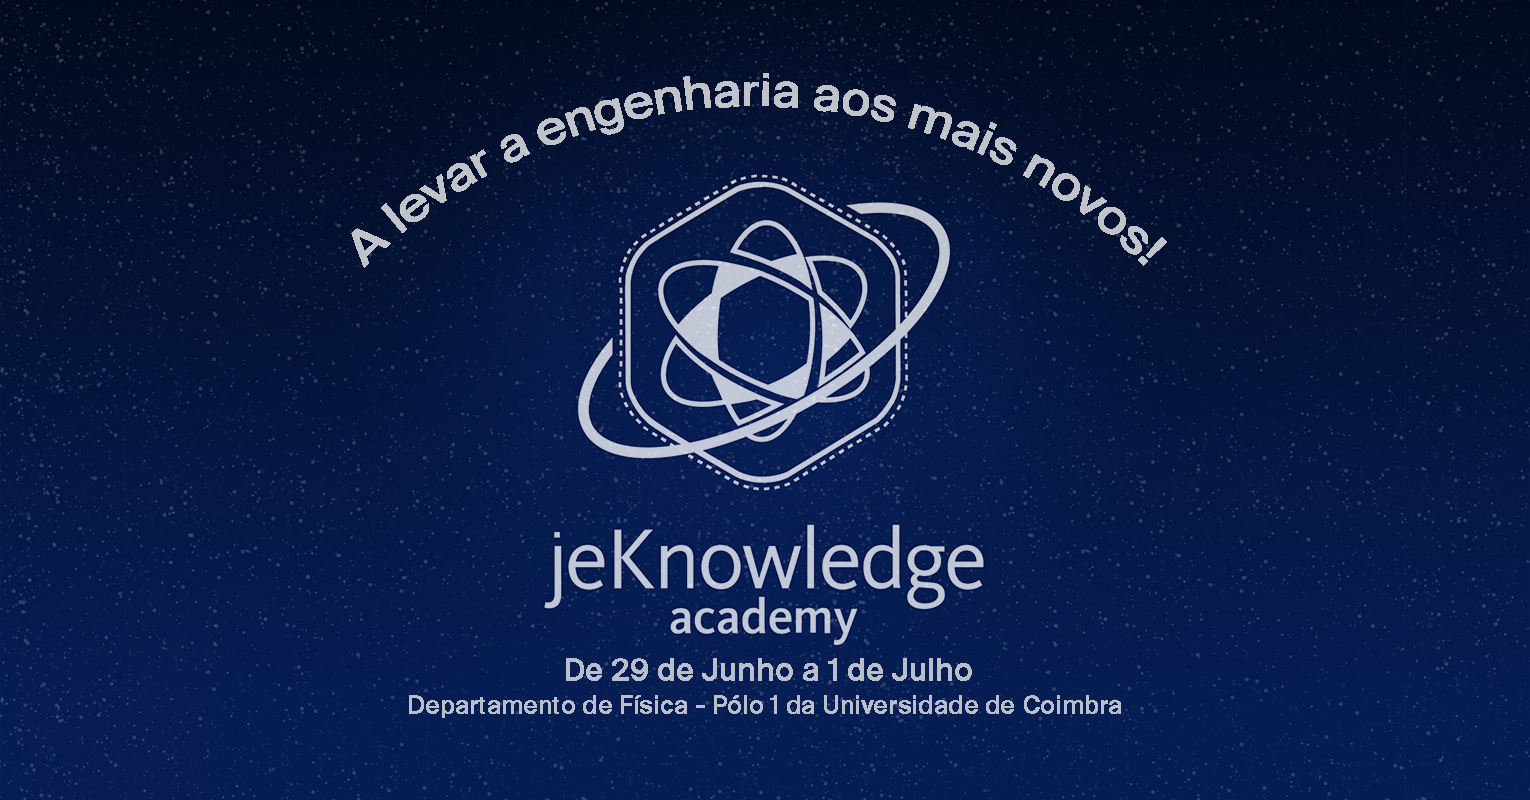 A levar a engenharia aos mais novos!
jeKnowledge
academy
De 29 de Junho a 1 de Julho
Departamento de Física - Pólo 1 da Universidade de Coimbra